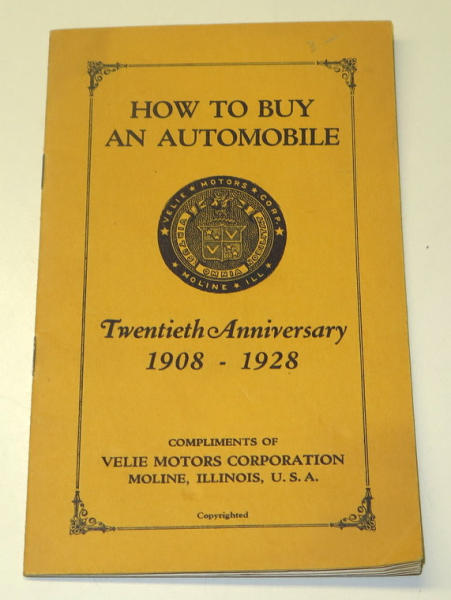 HOW TO BUY
AN AUTOMOBILE
VELIE ★ MOTORS ★ CORP.
MOLINE ★ ILL
Twentieth Anniversary
1908 - 1928
COMPLIMENTS OF
VELIE MOTORS CORPORATION
MOLINE, ILLINOIS, U. S. A.
Copyrighted